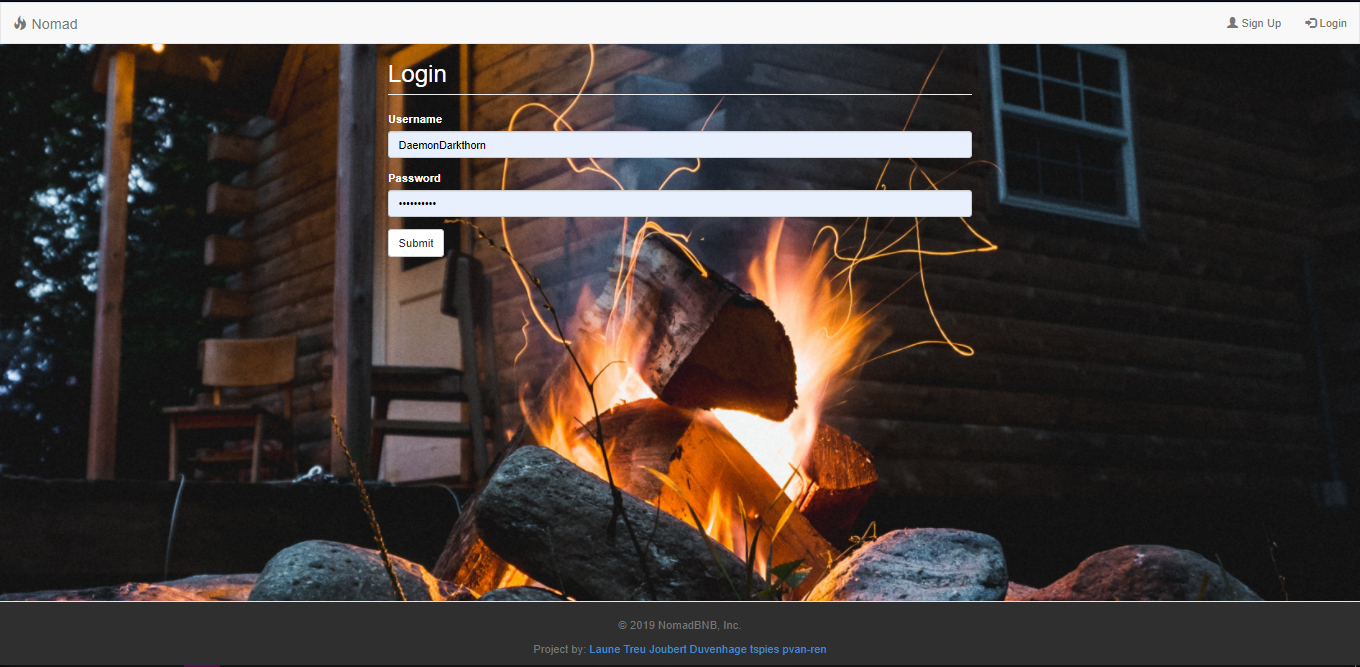 Nomad
Sign Up
Login
Login
Username
DaemonDarkthorn
Password
••••••••••
Submit
© 2019 NomadBNB, Inc.
Project by: Laune Treu Joubert Duvenhage tspies pvan-ren